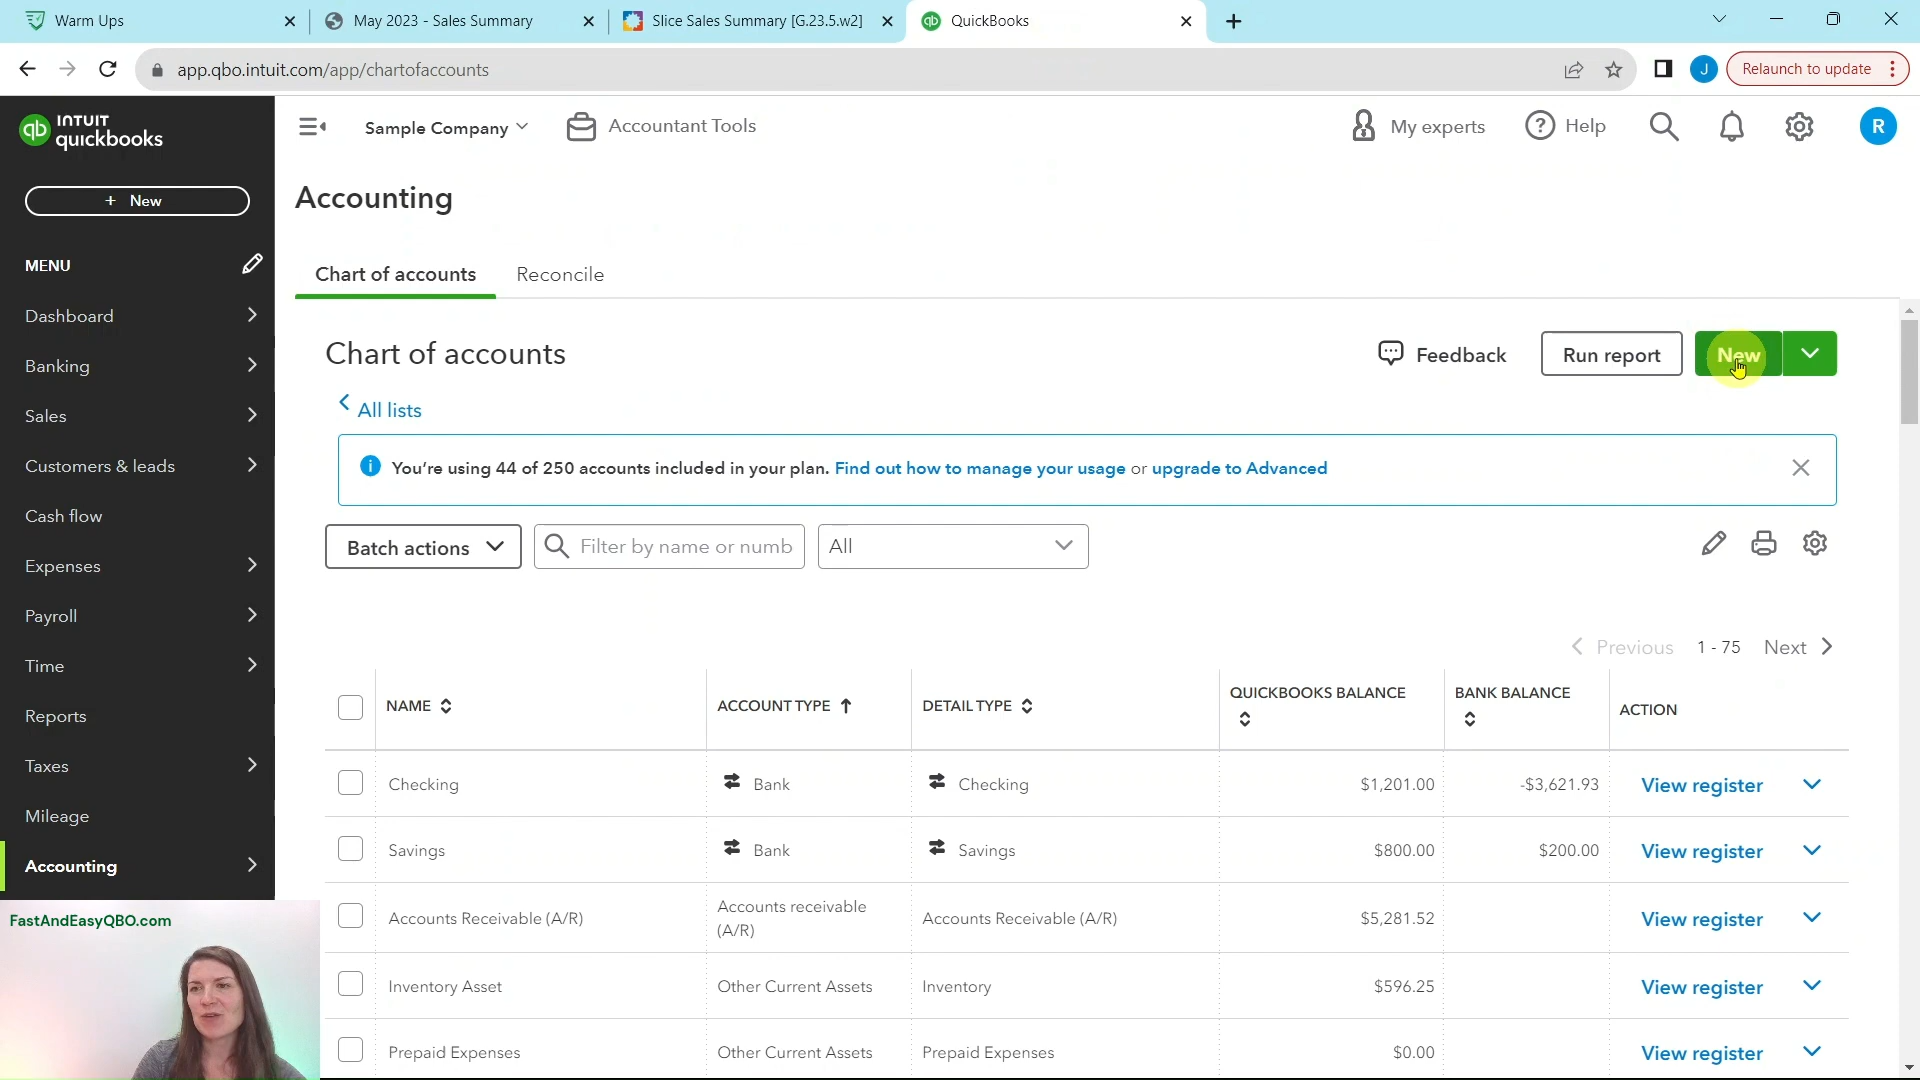 Warm Ups
May 2023 - Sales Summary
Slice Sales Summary [G.23.5.w2]
QuickBooks
app.qbo.intuit.com/app/chartofaccounts
J
Relaunch to update
qb
INTUIT
quickbooks
Sample Company
Accountant Tools
My experts
Help
R
+ New
Accounting
MENU
Chart of accounts
Reconcile
Dashboard
Banking
Sales
Customers & leads
Cash flow
Expenses
Payroll
Time
Reports
Taxes
Mileage
Accounting
Chart of accounts
Feedback
Run report
New
All lists
You're using 44 of 250 accounts included in your plan. Find out how to manage your usage or upgrade to Advanced
Batch actions
Filter by name or numb
All
Previous 1 - 75 Next
NAME ACCOUNT TYPE DETAIL TYPE QUICKBOOKS BALANCE BANK BALANCE ACTION
Checking Bank Checking $1,201.00 -$3,621.93 View register
Savings Bank Savings $800.00 $200.00 View register
Accounts Receivable (A/R) Accounts receivable (A/R) Accounts Receivable (A/R) $5,281.52 View register
Inventory Asset Other Current Assets Inventory $596.25 View register
Prepaid Expenses Other Current Assets Prepaid Expenses $0.00 View register
FastAndEasyQBO.com